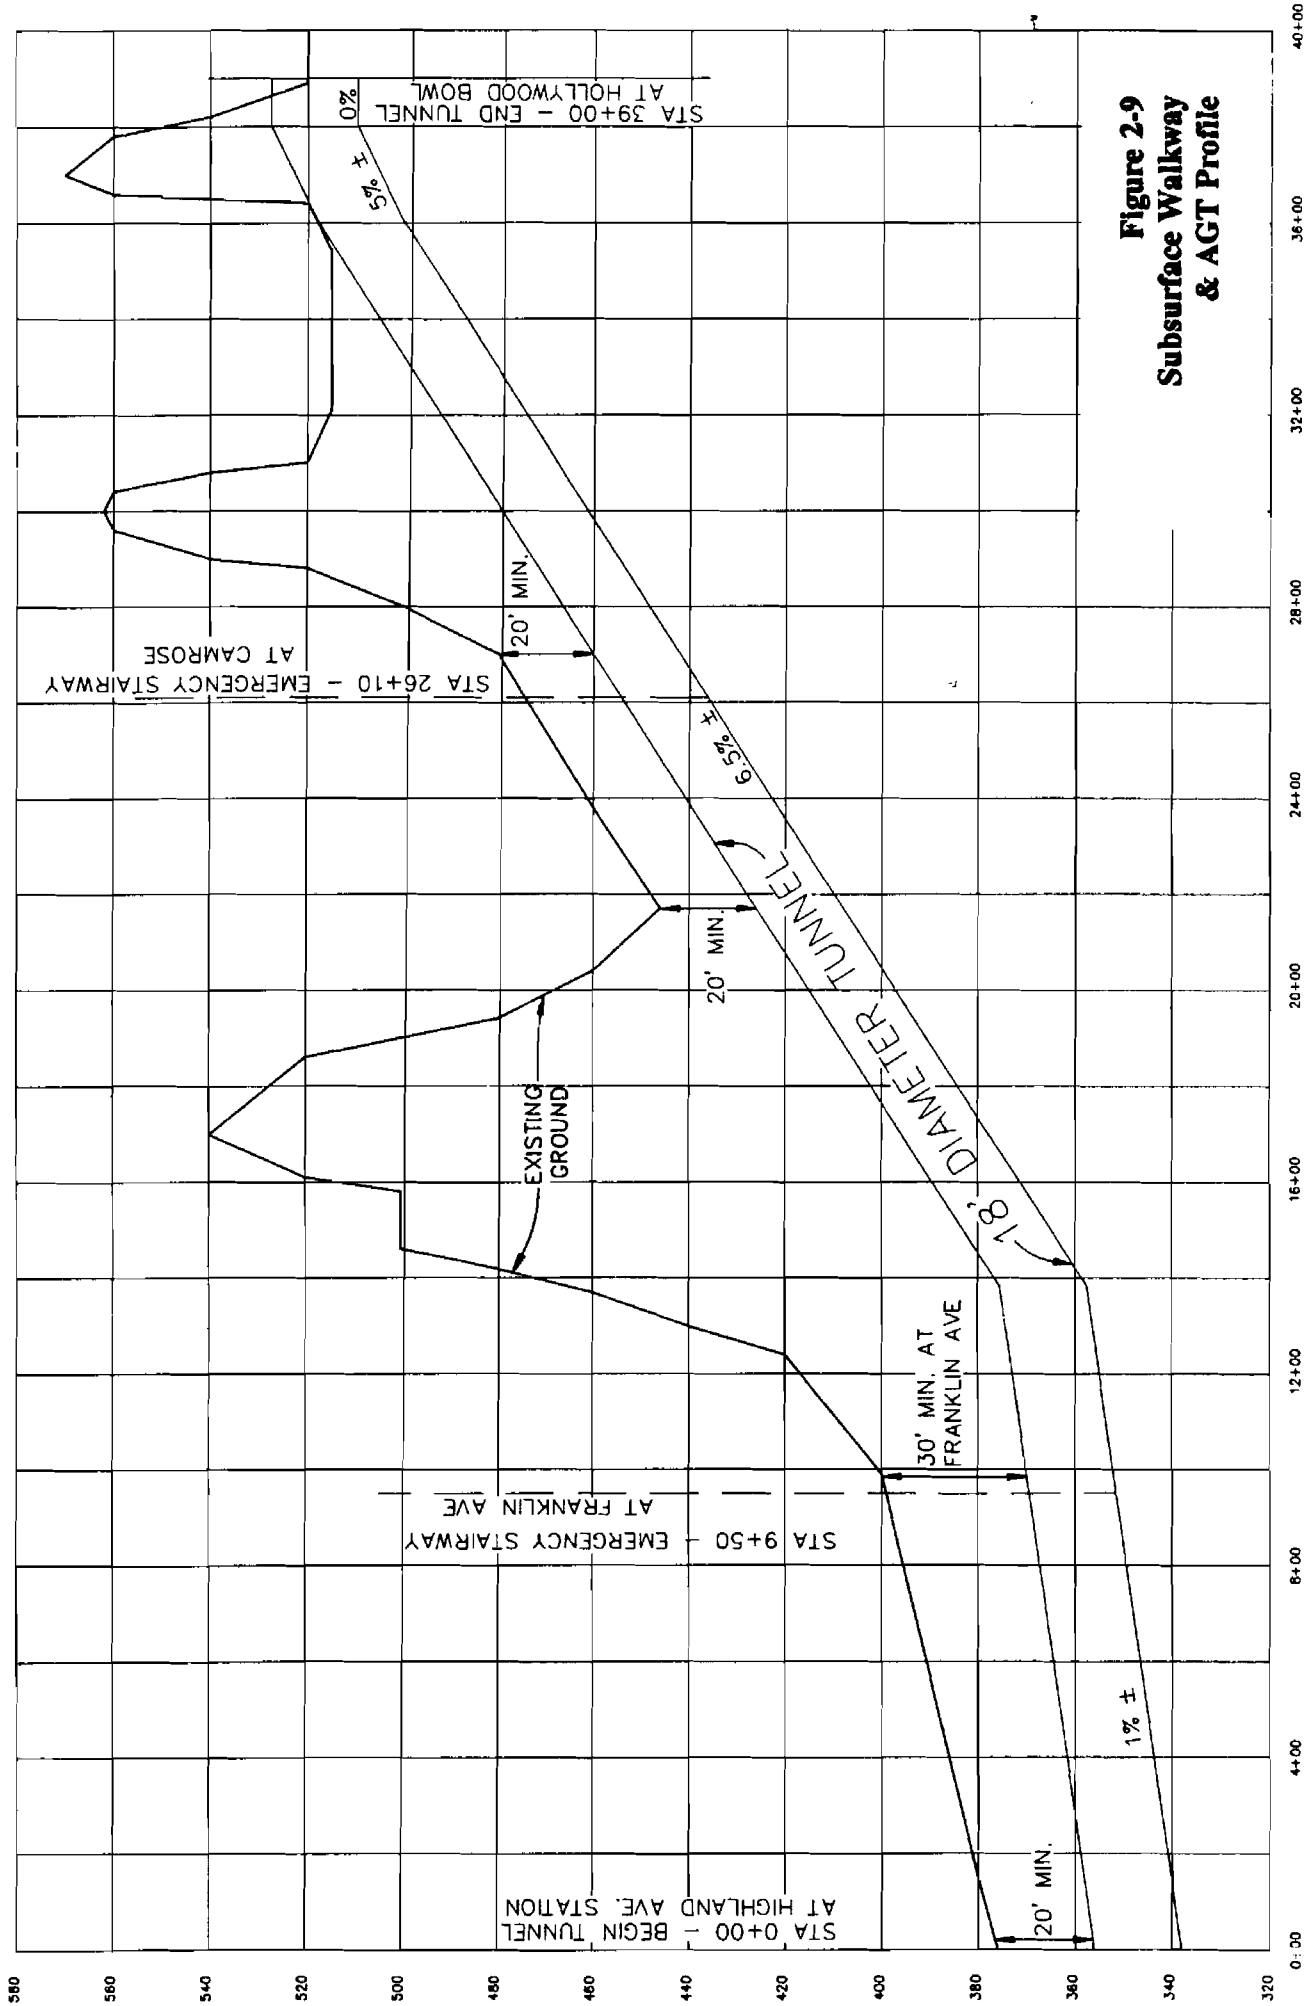 580
560
540
520
500
480
460
440
420
400
380
360
340
320
STA 0+00 - BEGIN TUNNEL
AT HIGHLAND AVE. STATION
20' MIN.
1% ±
STA 9+50 - EMERGENCY STAIRWAY
AT FRANKLIN AVE
30' MIN. AT
FRANKLIN AVE
EXISTING
GROUND
18' DIAMETER TUNNEL
20' MIN.
6.5% ±
STA 26+10 - EMERGENCY STAIRWAY
AT CAMROSE
20' MIN.
5% ±
0%
STA 39+00 - END TUNNEL
AT HOLLYWOOD BOWL
0+00
4+00
8+00
12+00
16+00
20+00
24+00
28+00
32+00
36+00
40+00
Figure 2-9
Subsurface Walkway
& AGT Profile